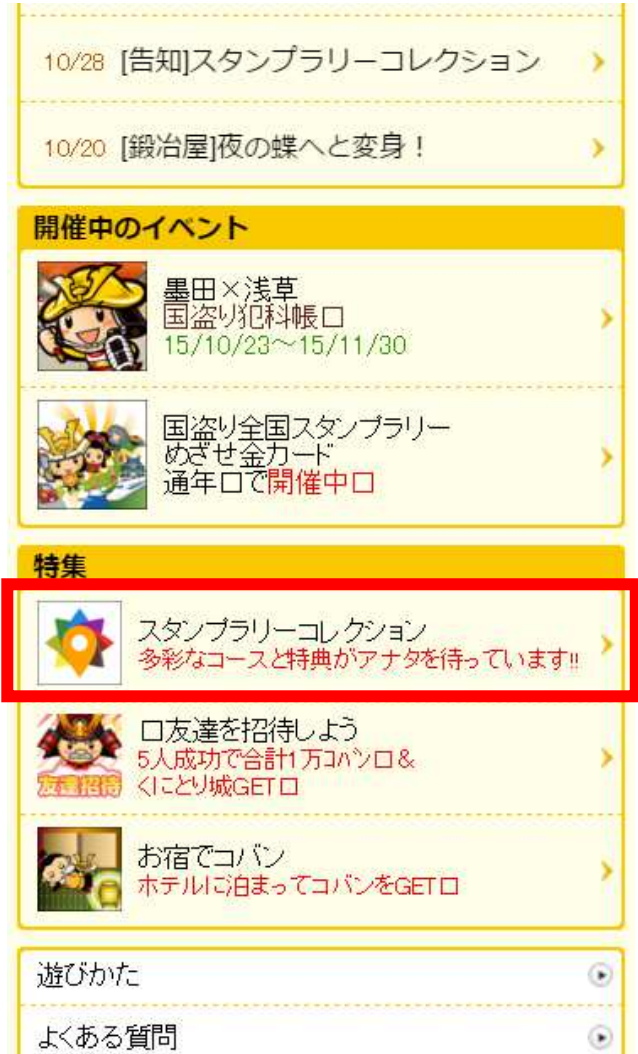 10/28 [告知]スタンプラリーコレクション
10/20 [鍛冶屋]夜の蝶へと変身！
開催中のイベント
墨田×浅草
国盗り犯科帳口
15/10/23～15/11/30
国盗り全国スタンプラリー
めざせ金カード
通年口で開催中口
特集
スタンプラリーコレクション
多彩なコースと特典がアナタを待っています!!
口友達を招待しよう
5人成功で合計1万コバン口&
くにとり城GET口
友達招待
お宿でコバン
ホテルに泊まってコバンをGET口
遊びかた
よくある質問